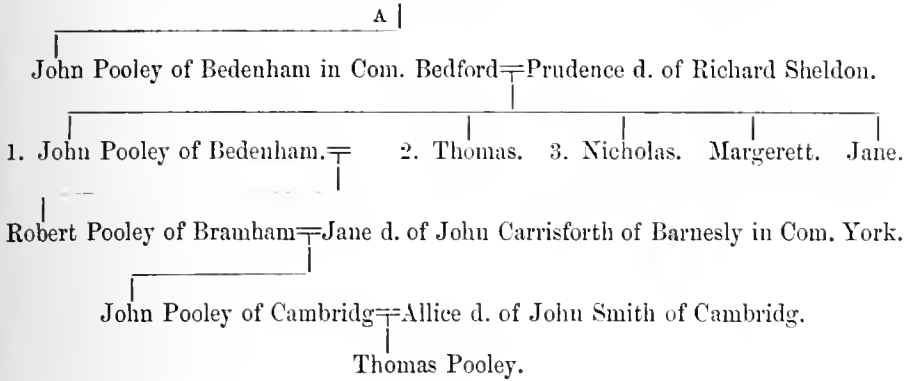 A
John Pooley of Bedenham in Com. Bedford=Prudence d. of Richard Sheldon.
1. John Pooley of Bedenham.= 2. Thomas. 3. Nicholas. Margerett. Jane.
Robert Pooley of Bramham=Jane d. of John Carrisforth of Barnesly in Com. York.
John Pooley of Cambridg=Allice d. of John Smith of Cambridg.
Thomas Pooley.